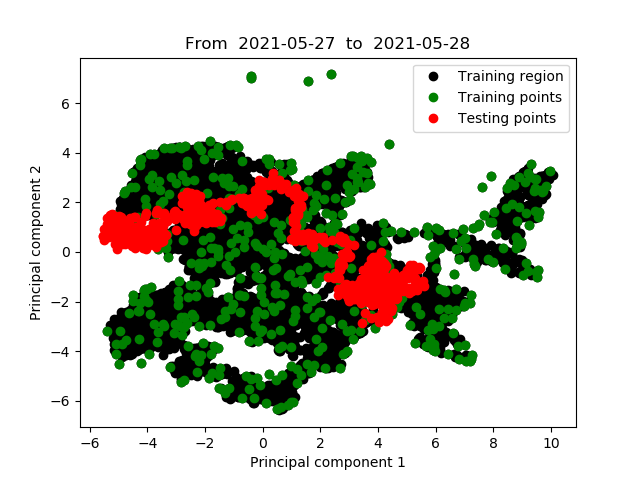 From  2021-05-27  to  2021-05-28
Training region
Training points
Testing points
6
4
2
0
−2
−4
−6
Principal component 2
−6
−4
−2
0
2
4
6
8
10
Principal component 1